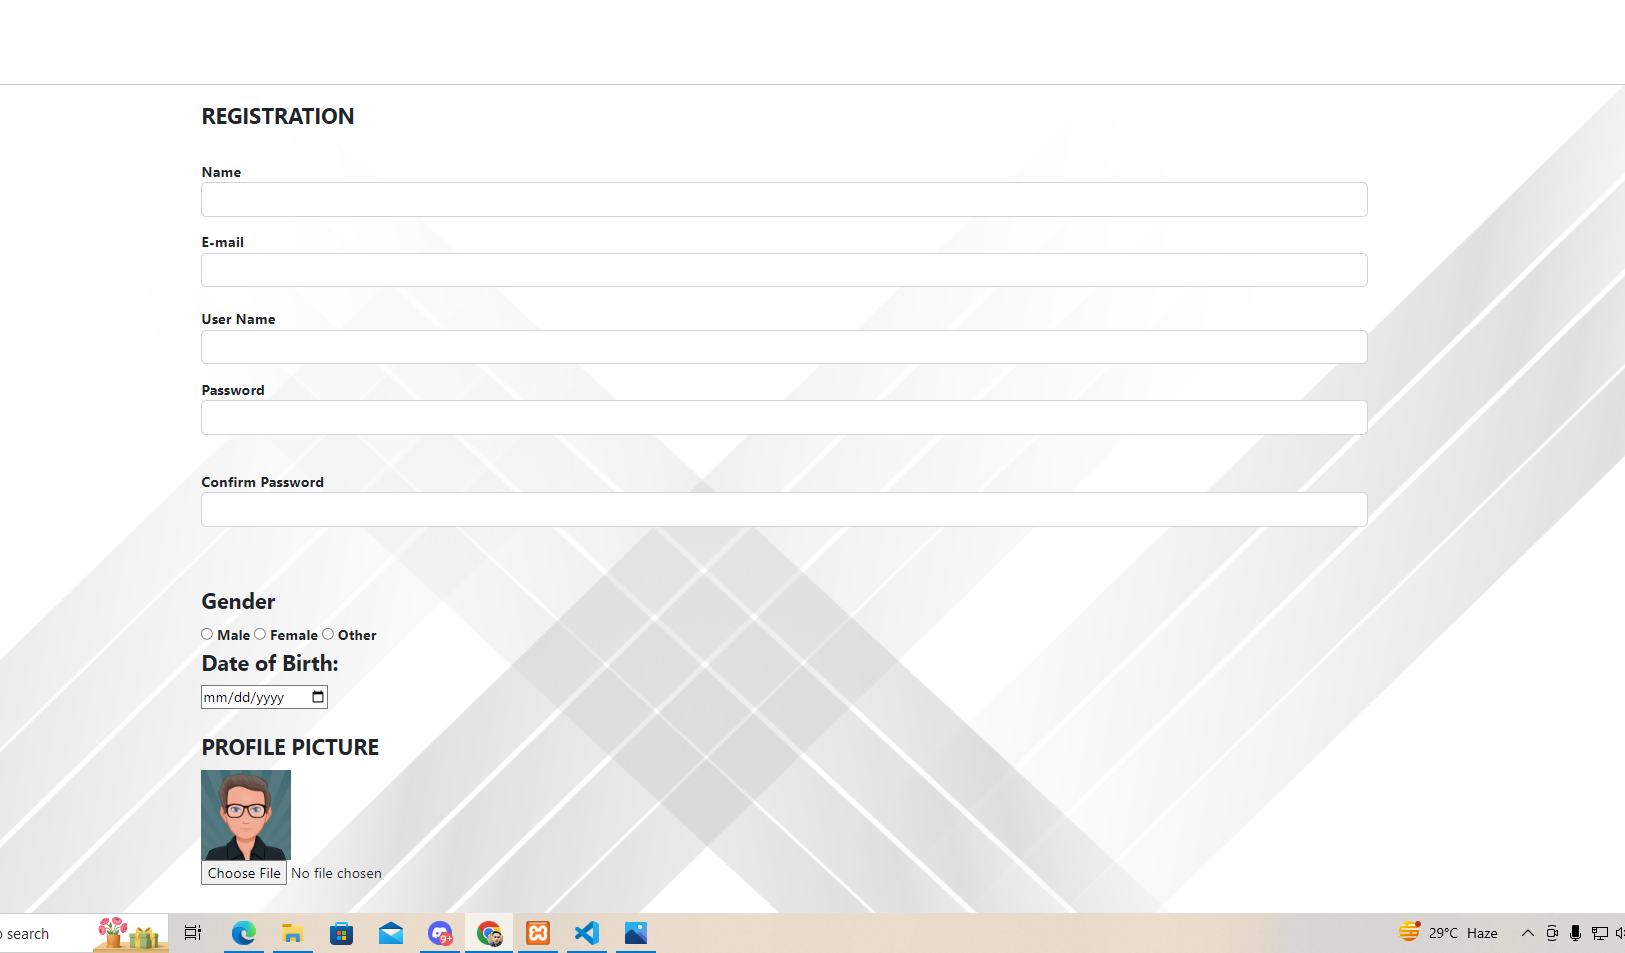 REGISTRATION
Name
E-mail
User Name
Password
Confirm Password
Gender
Male Female Other
Date of Birth:
mm/dd/yyyy
PROFILE PICTURE
Choose File No file chosen
search 9+ 29°C Haze